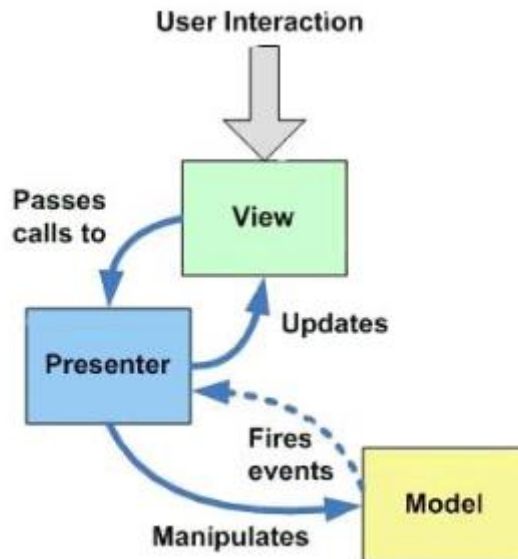 User Interaction
Passes
calls to
View
Updates
Presenter
Fires
events
Model
Manipulates